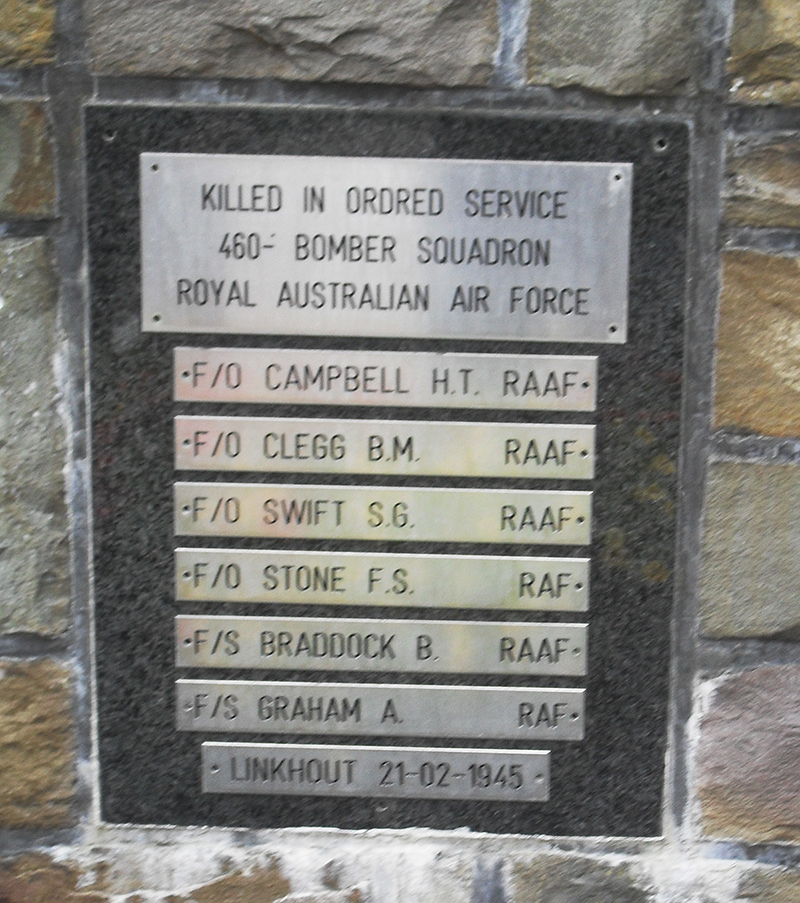 KILLED IN ORDRED SERVICE
460- BOMBER SQUADRON
ROYAL AUSTRALIAN AIR FORCE
F/O CAMPBELL H.T. RAAF
F/O CLEGG B.M. RAAF
F/O SWIFT S.G. RAAF
F/O STONE F.S. RAF
F/S BRADDOCK B. RAAF
F/S GRAHAM A. RAF
LINKHOUT 21-02-1945